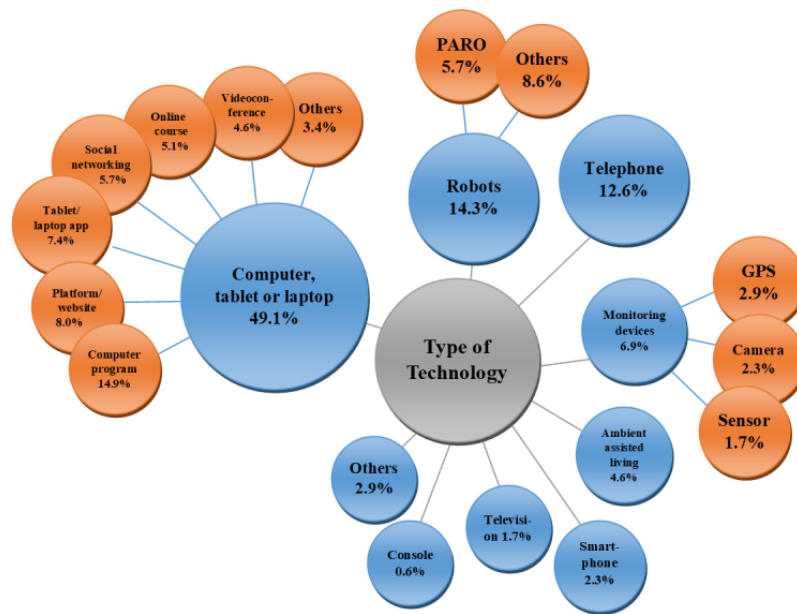 PARO
5.7%
Others
8.6%
Videocon-
ference
4.6%
Others
3.4%
Online
course
5.1%
Social
networking
5.7%
Tablet/
laptop app
7.4%
Platform/
website
8.0%
Computer
program
14.9%
Computer,
tablet or laptop
49.1%
Robots
14.3%
Telephone
12.6%
Type of
Technology
Monitoring
devices
6.9%
GPS
2.9%
Camera
2.3%
Sensor
1.7%
Ambient
assisted
living
4.6%
Others
2.9%
Console
0.6%
Televisi-
on 1.7%
Smart-
phone
2.3%